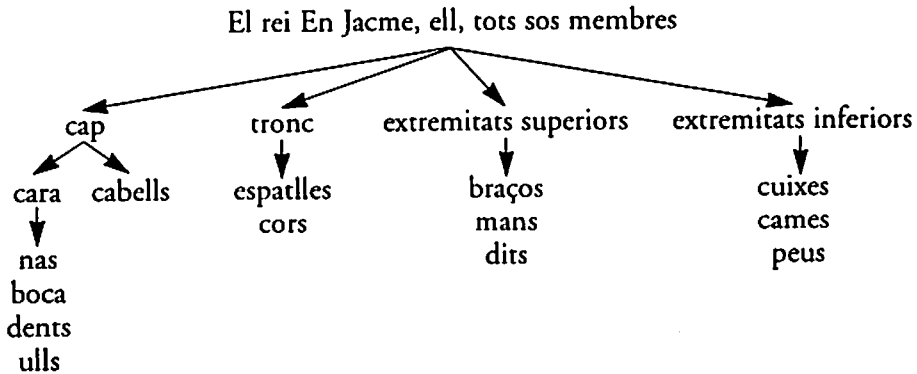 El rei En Jacme, ell, tots sos membres
cap
tronc
extremitats superiors
extremitats inferiors
cara
cabells
espatlles
cors
braços
mans
dits
cuixes
cames
peus
nas
boca
dents
ulls